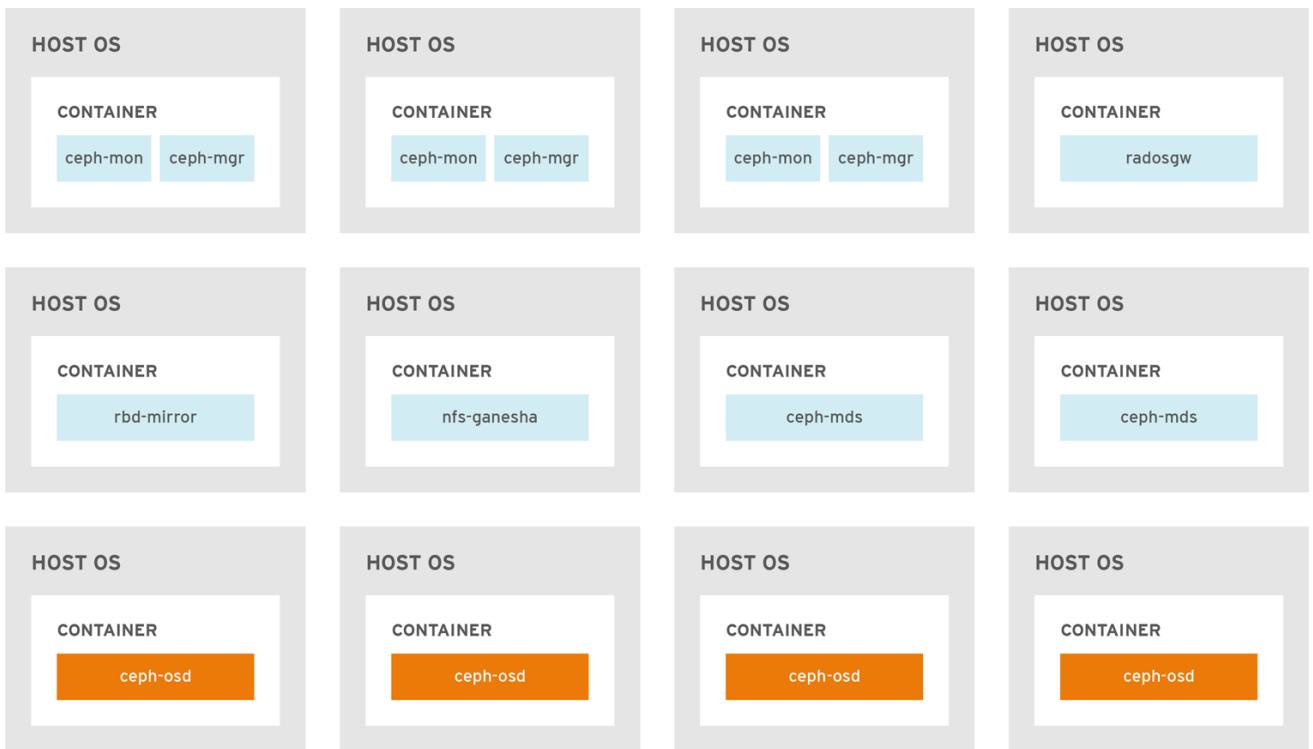 HOST OS HOST OS HOST OS HOST OS
CONTAINER CONTAINER CONTAINER CONTAINER
ceph-mon ceph-mgr ceph-mon ceph-mgr ceph-mon ceph-mgr radosgw
HOST OS HOST OS HOST OS HOST OS
CONTAINER CONTAINER CONTAINER CONTAINER
rbd-mirror nfs-ganesha ceph-mds ceph-mds
HOST OS HOST OS HOST OS HOST OS
CONTAINER CONTAINER CONTAINER CONTAINER
ceph-osd ceph-osd ceph-osd ceph-osd